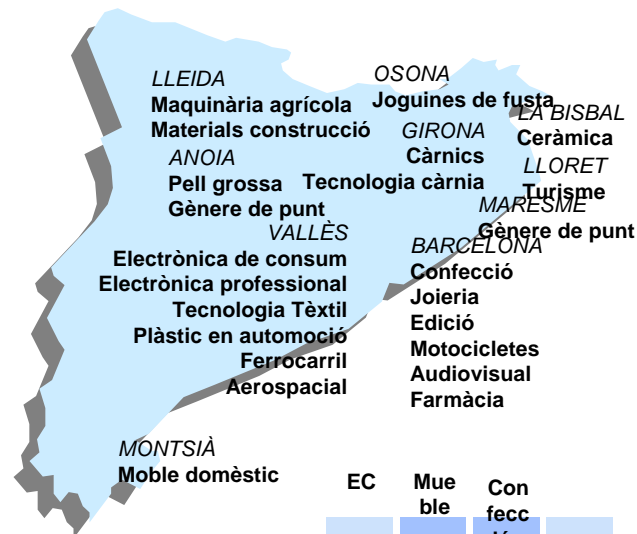 LLEIDA
Maquinària agrícola
Materials construcció
OSONA
Joguines de fusta
LA BISBAL
Ceràmica
GIRONA
Càrnics
Tecnologia càrnia
ANOIA
Pell grossa
Gènere de punt
LLORET
Turisme
MARESME
Gènere de punt
VALLÈS
Electrònica de consum
Electrònica professional
Tecnologia Tèxtil
Plàstic en automoció
Ferrocarril
Aerospacial
BARCELONA
Confecció
Joieria
Edició
Motocicletes
Audiovisual
Farmàcia
MONTSIÀ
Moble domèstic
EC
Mue
ble
Con
fecc